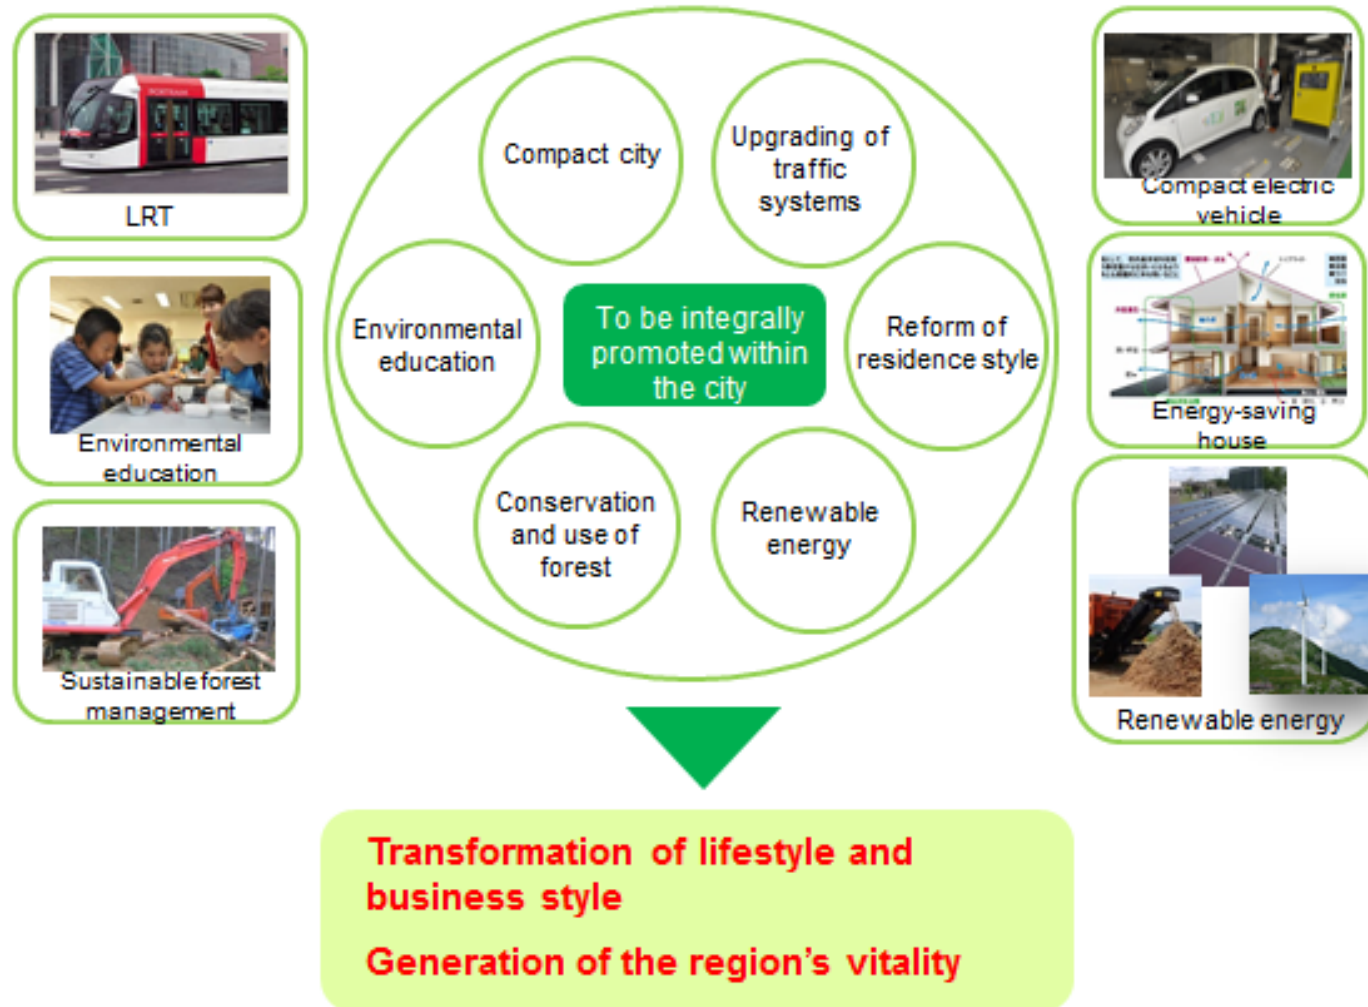 LRT
Environmental
education
Sustainable forest
management
Compact city
Upgrading of
traffic
systems
Environmental
education
To be integrally
promoted within
the city
Reform of
residence style
Conservation
and use of
forest
Renewable
energy
Compact electric
vehicle
Energy-saving
house
Renewable energy
Transformation of lifestyle and
business style
Generation of the region's vitality